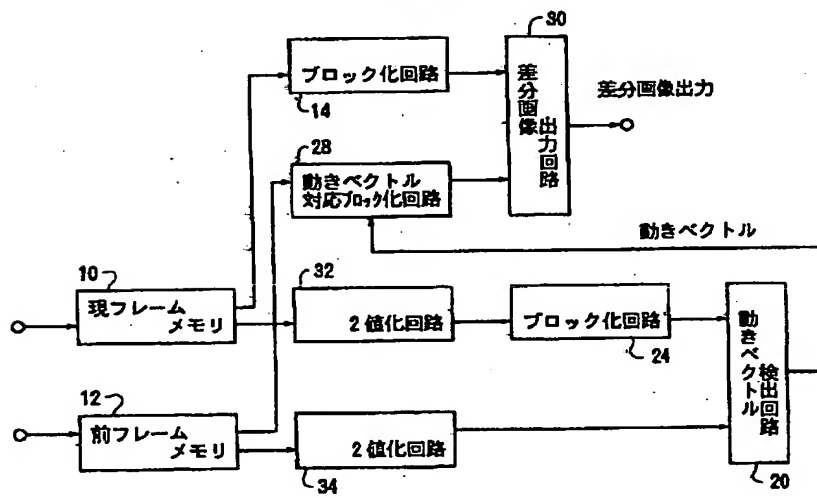 30
ブロック化回路
14
差分画像
出力回路
差分画像出力
28
動きベクトル
対応ブロック化回路
動きベクトル
10
現フレーム
メモリ
32
2値化回路
ブロック化回路
24
動きベクトル
検出回路
20
12
前フレーム
メモリ
2値化回路
34